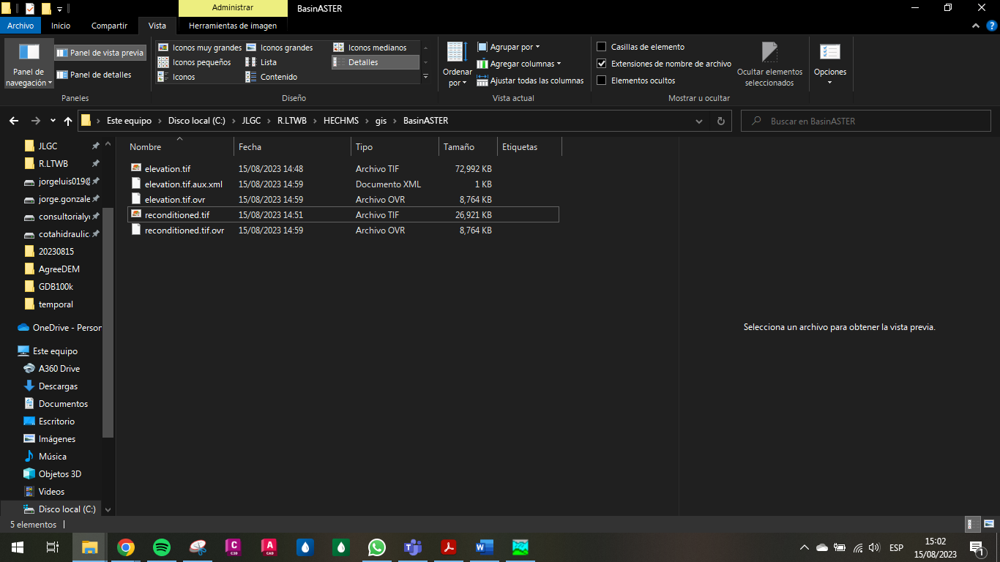 Administrar
BasinASTER
Archivo
Inicio
Compartir
Vista
Herramientas de imagen
Panel de navegación
Panel de vista previa
Panel de detalles
Paneles
Iconos muy grandes
Iconos grandes
Iconos medianos
Iconos pequeños
Lista
Detalles
Iconos
Contenido
Diseño
Ordenar por
Agrupar por
Agregar columnas
Ajustar todas las columnas
Vista actual
Casillas de elemento
Extensiones de nombre de archivo
Elementos ocultos
Ocultar elementos seleccionados
Mostrar u ocultar
Opciones
Este equipo > Disco local (C:) > JLGC > R.LTWB > HECHMS > gis > BasinASTER
Buscar en BasinASTER
JLGC
R.LTWB
jorgeluis019@
jorge.gonzale
consultorialy
cotahidraulica
20230815
AgreeDEM
GDB100k
temporal
OneDrive - Person
Este equipo
A360 Drive
Descargas
Documentos
Escritorio
Imágenes
Música
Objetos 3D
Videos
Disco local (C:)
Nombre Fecha Tipo Tamaño Etiquetas
elevation.tif 15/08/2023 14:48 Archivo TIF 72,992 KB
elevation.tif.aux.xml 15/08/2023 14:59 Documento XML 1 KB
elevation.tif.ovr 15/08/2023 14:59 Archivo OVR 8,764 KB
reconditioned.tif 15/08/2023 14:51 Archivo TIF 26,921 KB
reconditioned.tif.ovr 15/08/2023 14:59 Archivo OVR 8,764 KB
Selecciona un archivo para obtener la vista previa.
5 elementos
C
C3D
A
CAD
ESP
15:02
15/08/2023
1